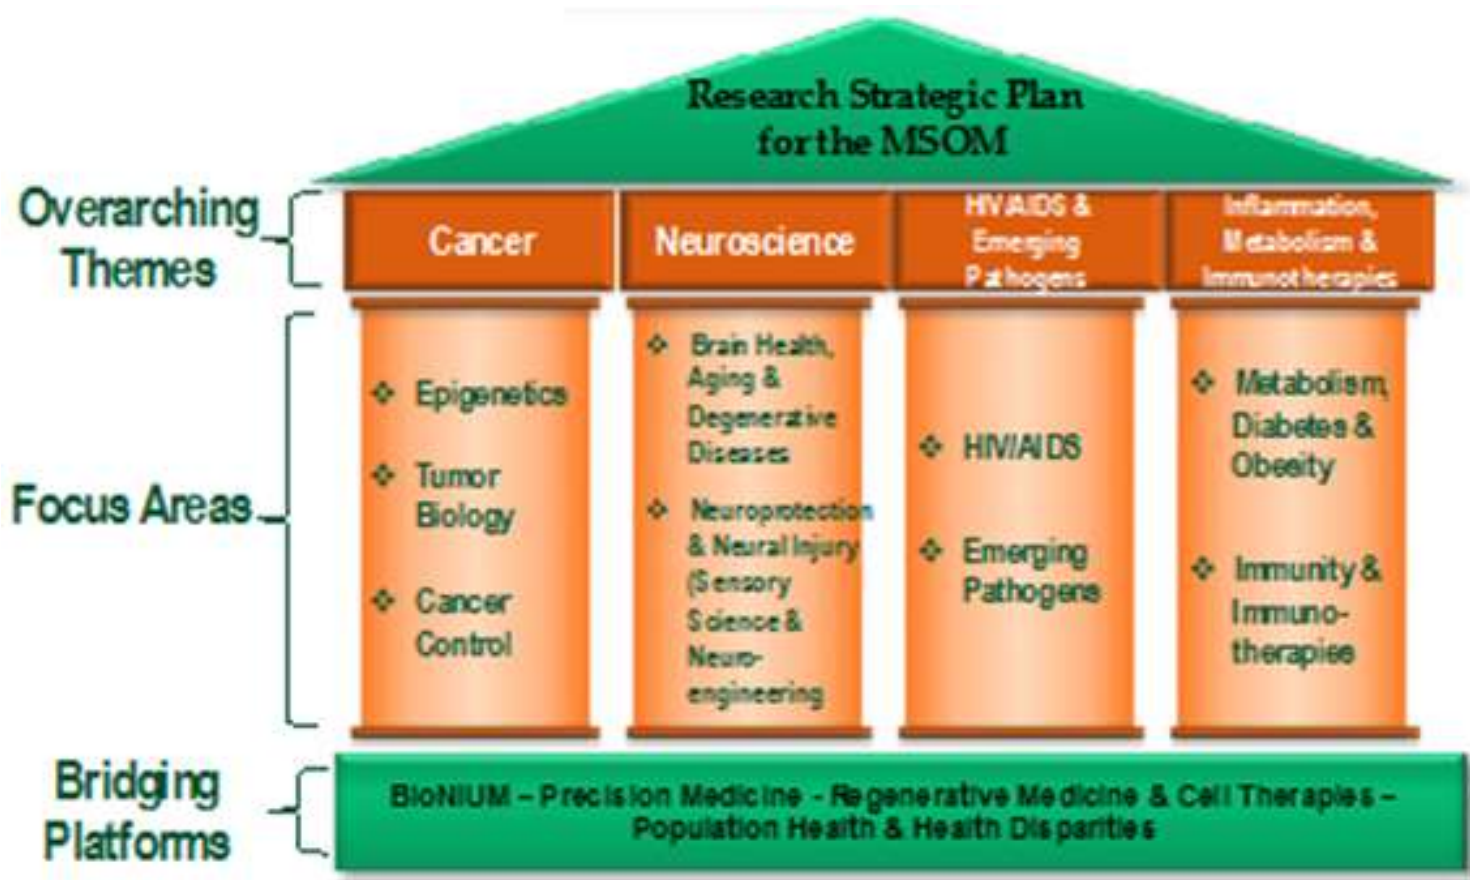 Research Strategic Plan
for the MSOM
Overarching
Themes
Cancer
Neuroscience
HIV/AIDS &
Emerging
Pathogens
Inflammation,
Metabolism &
Immunotherapies
Focus Areas
❖ Epigenetics
❖ Tumor
Biology
❖ Cancer
Control
❖ Brain Health,
Aging &
Degenerative
Diseases
❖ Neuroprotection
& Neural Injury
(Sensory
Science &
Neuro-
engineering
❖ HIV/AIDS
❖ Emerging
Pathogens
❖ Metabolism,
Diabetes &
Obesity
❖ Immunity &
Immuno-
therapies
Bridging
Platforms
BioNIUM – Precision Medicine - Regenerative Medicine & Cell Therapies –
Population Health & Health Disparities